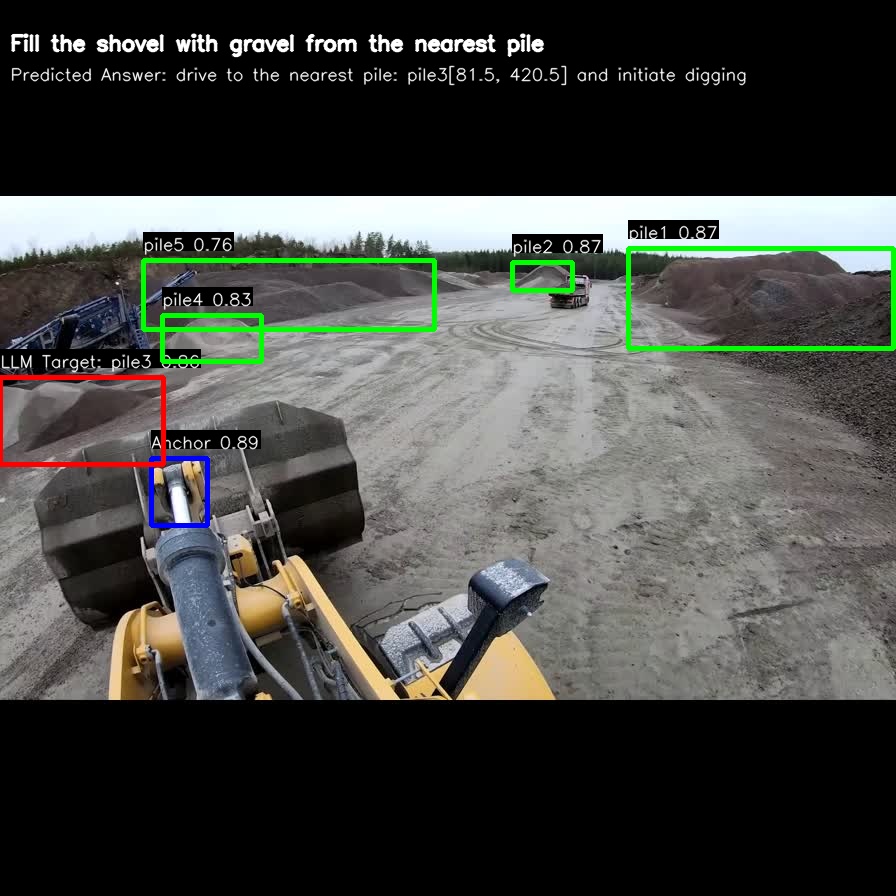 Fill the shovel with gravel from the nearest pile
Predicted Answer: drive to the nearest pile: pile3[81.5, 420.5] and initiate digging
pile1 0.87
pile5 0.76
pile2 0.87
pile4 0.83
LLM Target: pile3 0.86
Anchor 0.89